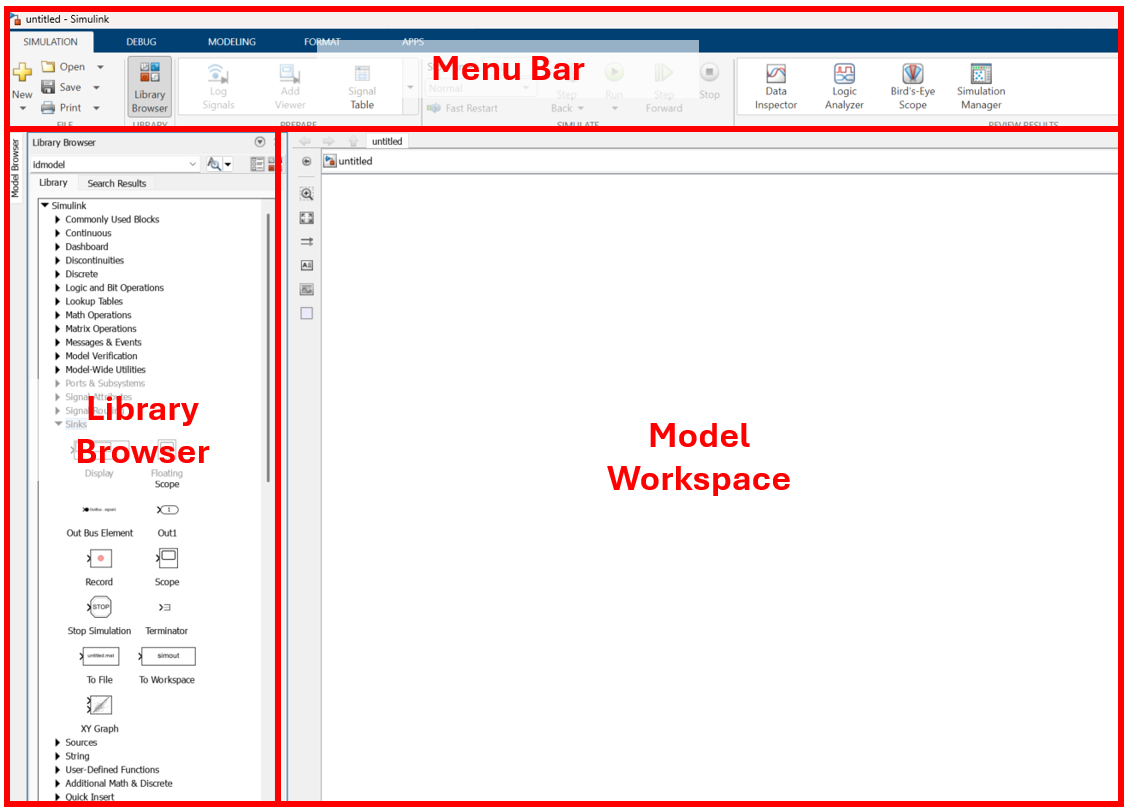 untitled - Simulink
SIMULATION DEBUG MODELING FORMAT APPS
Menu Bar
New
Open
Save
Print
FILE
Library
Browser
LIBRARY
Log
Signals
Add
Viewer
Signal
Table
PREPARE
Normal
Fast Restart
Step
Back
Run
Step
Forward
Stop
SIMULATE
Data
Inspector
Logic
Analyzer
Bird's-Eye
Scope
Simulation
Manager
REVIEW RESULTS
Model Browser
Library Browser
idmodel
Library Search Results
Simulink
Commonly Used Blocks
Continuous
Dashboard
Discontinuities
Discrete
Logic and Bit Operations
Lookup Tables
Math Operations
Matrix Operations
Messages & Events
Model Verification
Model-Wide Utilities
Ports & Subsystems
Signal Attributes
Signal Routing
Sinks
Library
Browser
Display
Floating
Scope
Out Bus Element
1
Out1
Record
Scope
STOP
Stop Simulation
Terminator
untitled.mat
To File
simout
To Workspace
XY Graph
Sources
String
User-Defined Functions
Additional Math & Discrete
Quick Insert
untitled
untitled
Model
Workspace